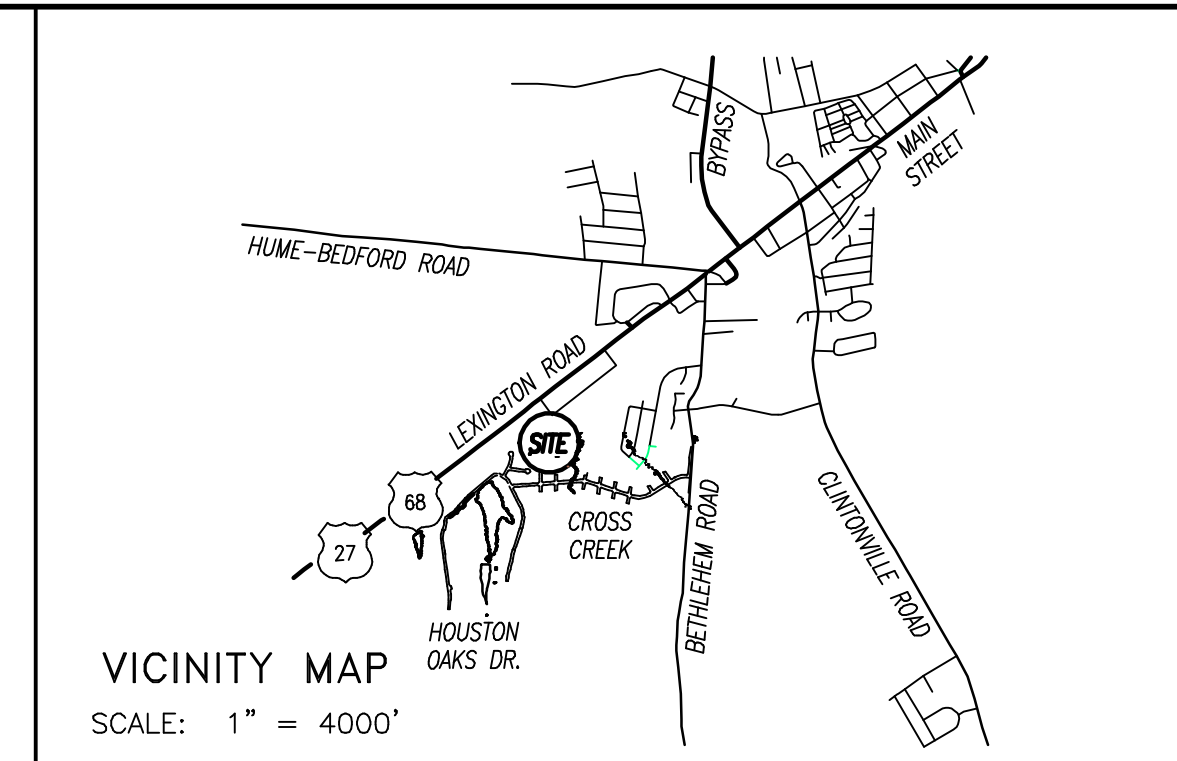 BYPASS
MAIN
STREET
HUME-BEDFORD ROAD
LEXINGTON ROAD
SITE
68
27
CROSS
CREEK
BETHLEHEM ROAD
CLINTONVILLE ROAD
HOUSTON
OAKS DR.
VICINITY MAP
SCALE: 1" = 4000'